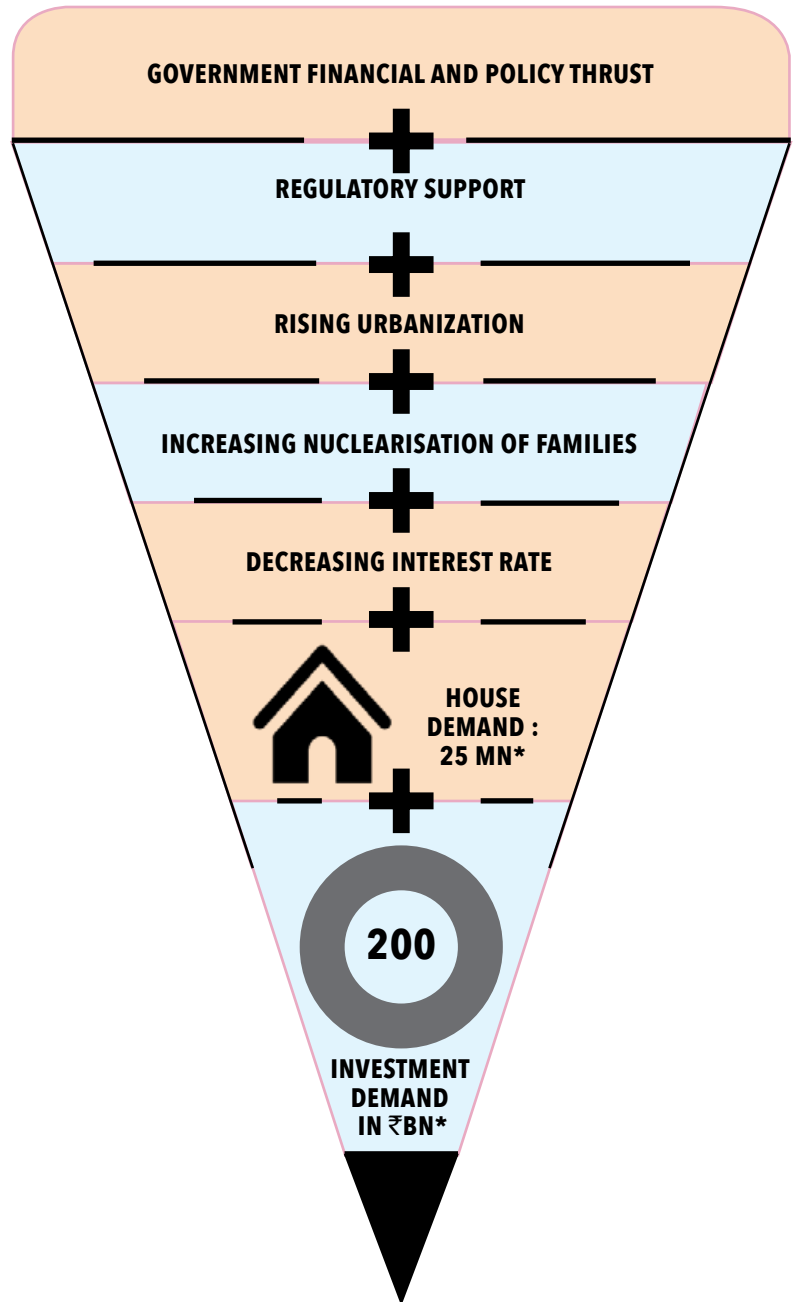 GOVERNMENT FINANCIAL AND POLICY THRUST
REGULATORY SUPPORT
RISING URBANIZATION
INCREASING NUCLEARISATION OF FAMILIES
DECREASING INTEREST RATE
HOUSE
DEMAND :
25 MN*
200
INVESTMENT
DEMAND
IN ₹BN*